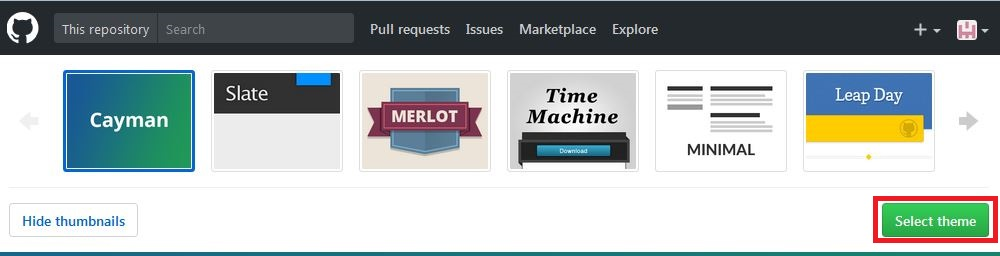 This repository Search Pull requests Issues Marketplace Explore
Cayman
Slate
MERLOT
Time
Machine
Download
MINIMAL
Leap Day
Hide thumbnails
Select theme